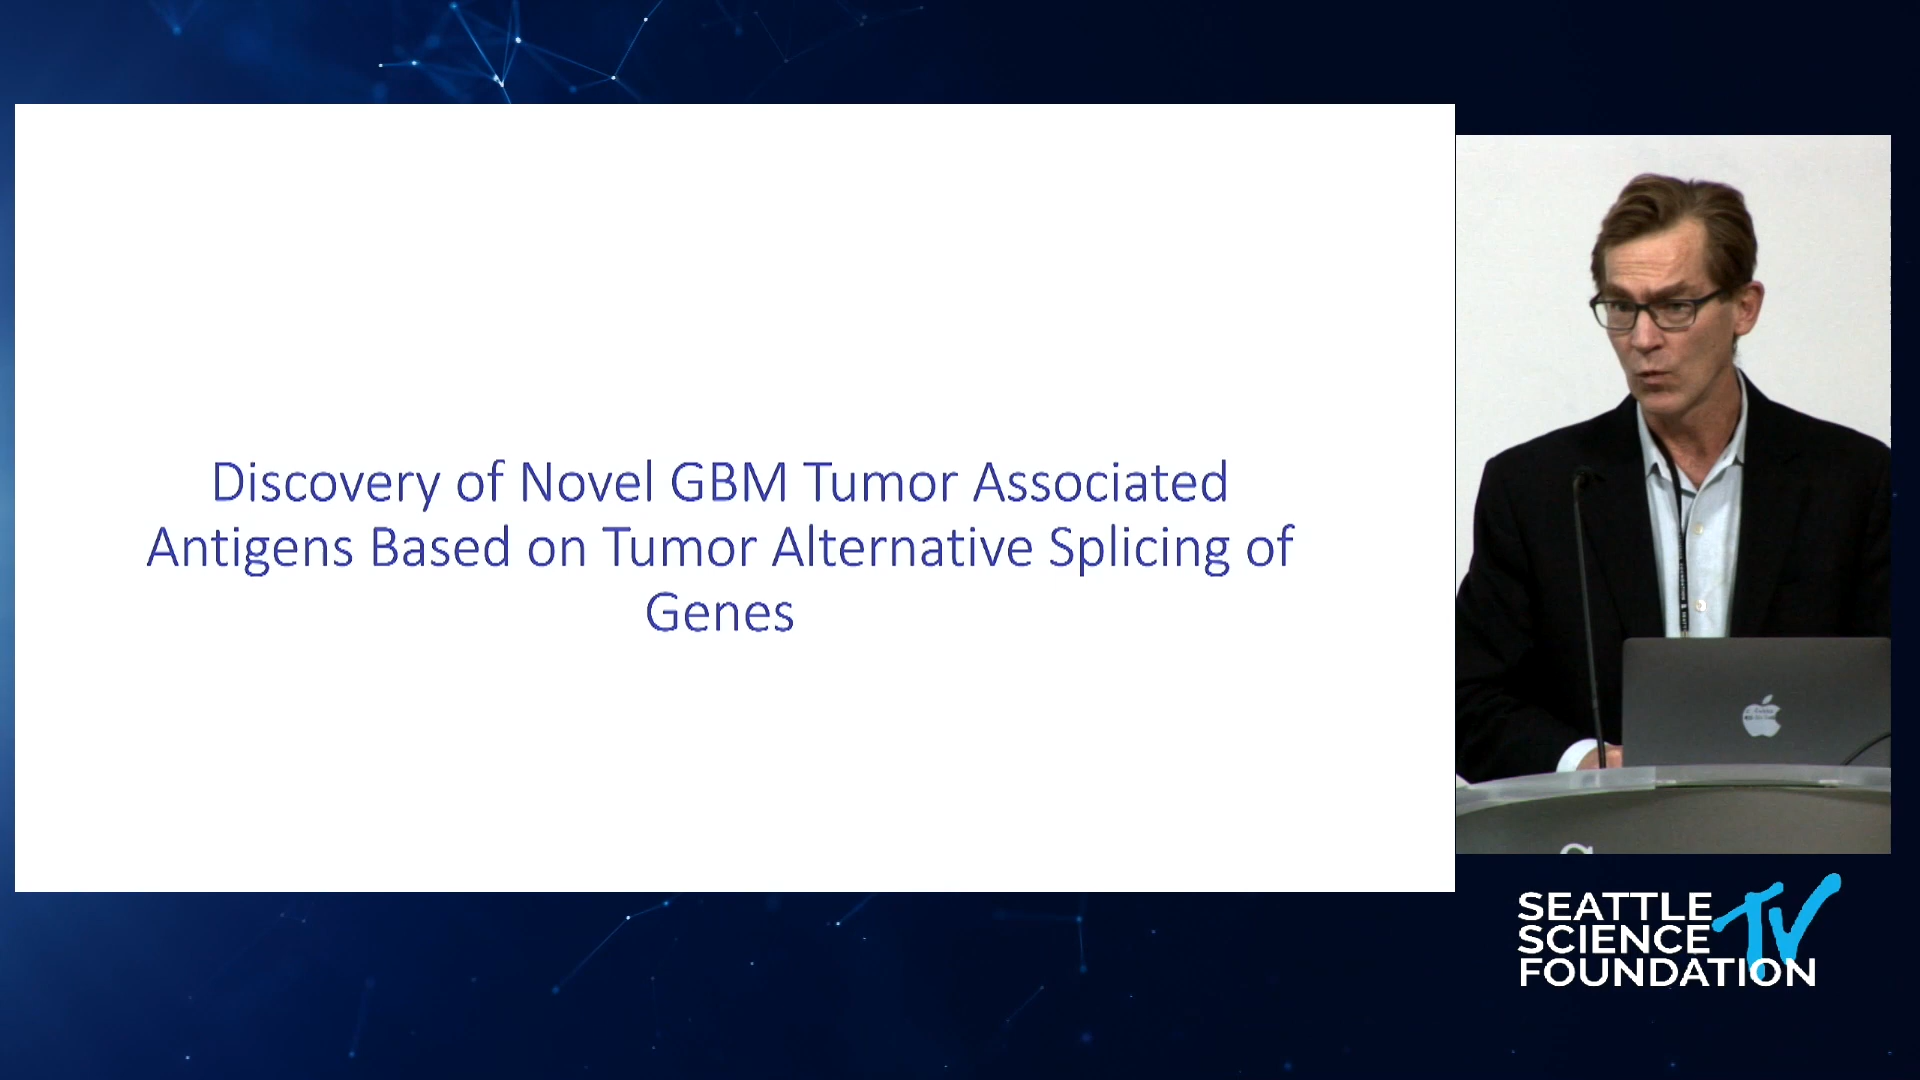 Discovery of Novel GBM Tumor Associated
Antigens Based on Tumor Alternative Splicing of
Genes
SEATTLE
SCIENCE
FOUNDATION
TV